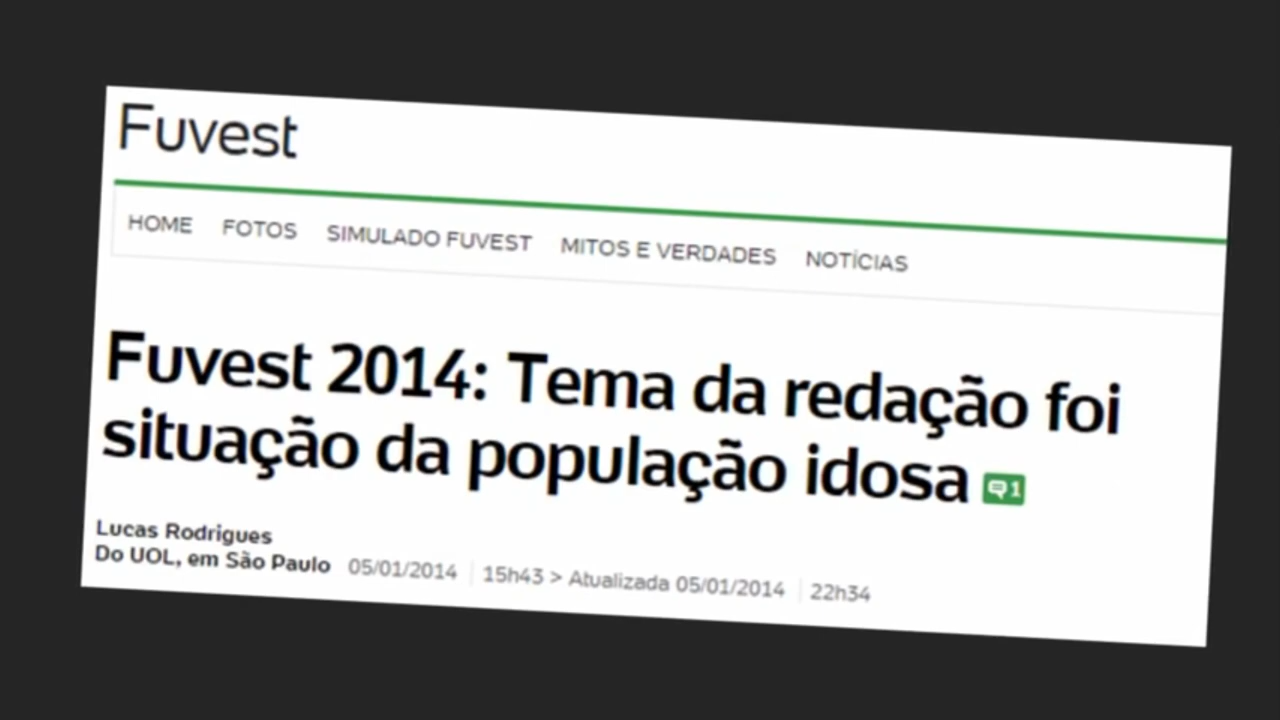 Fuvest
HOME FOTOS SIMULADO FUVEST MITOS E VERDADES NOTÍCIAS
Fuvest 2014: Tema da redação foi
situação da população idosa 1
Lucas Rodrigues
Do UOL, em São Paulo 05/01/2014 15h43 > Atualizada 05/01/2014 22h34